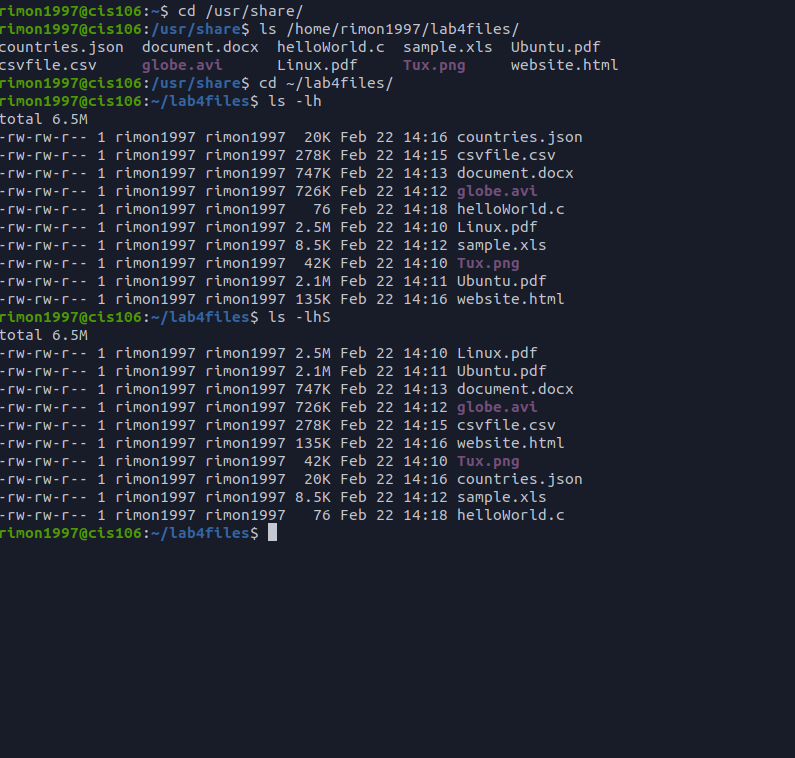 rimon1997@cis106:~$ cd /usr/share/
rimon1997@cis106:/usr/share$ ls /home/rimon1997/lab4files/
countries.json  document.docx  helloWorld.c  sample.xls  Ubuntu.pdf
csvfile.csv     globe.avi      Linux.pdf     Tux.png     website.html
rimon1997@cis106:/usr/share$ cd ~/lab4files/
rimon1997@cis106:~/lab4files$ ls -lh
total 6.5M
-rw-rw-r-- 1 rimon1997 rimon1997  20K Feb 22 14:16 countries.json
-rw-rw-r-- 1 rimon1997 rimon1997 278K Feb 22 14:15 csvfile.csv
-rw-rw-r-- 1 rimon1997 rimon1997 747K Feb 22 14:13 document.docx
-rw-rw-r-- 1 rimon1997 rimon1997 726K Feb 22 14:12 globe.avi
-rw-rw-r-- 1 rimon1997 rimon1997   76 Feb 22 14:18 helloWorld.c
-rw-rw-r-- 1 rimon1997 rimon1997 2.5M Feb 22 14:10 Linux.pdf
-rw-rw-r-- 1 rimon1997 rimon1997 8.5K Feb 22 14:12 sample.xls
-rw-rw-r-- 1 rimon1997 rimon1997  42K Feb 22 14:10 Tux.png
-rw-rw-r-- 1 rimon1997 rimon1997 2.1M Feb 22 14:11 Ubuntu.pdf
-rw-rw-r-- 1 rimon1997 rimon1997 135K Feb 22 14:16 website.html
rimon1997@cis106:~/lab4files$ ls -lhS
total 6.5M
-rw-rw-r-- 1 rimon1997 rimon1997 2.5M Feb 22 14:10 Linux.pdf
-rw-rw-r-- 1 rimon1997 rimon1997 2.1M Feb 22 14:11 Ubuntu.pdf
-rw-rw-r-- 1 rimon1997 rimon1997 747K Feb 22 14:13 document.docx
-rw-rw-r-- 1 rimon1997 rimon1997 726K Feb 22 14:12 globe.avi
-rw-rw-r-- 1 rimon1997 rimon1997 278K Feb 22 14:15 csvfile.csv
-rw-rw-r-- 1 rimon1997 rimon1997 135K Feb 22 14:16 website.html
-rw-rw-r-- 1 rimon1997 rimon1997  42K Feb 22 14:10 Tux.png
-rw-rw-r-- 1 rimon1997 rimon1997  20K Feb 22 14:16 countries.json
-rw-rw-r-- 1 rimon1997 rimon1997 8.5K Feb 22 14:12 sample.xls
-rw-rw-r-- 1 rimon1997 rimon1997   76 Feb 22 14:18 helloWorld.c
rimon1997@cis106:~/lab4files$